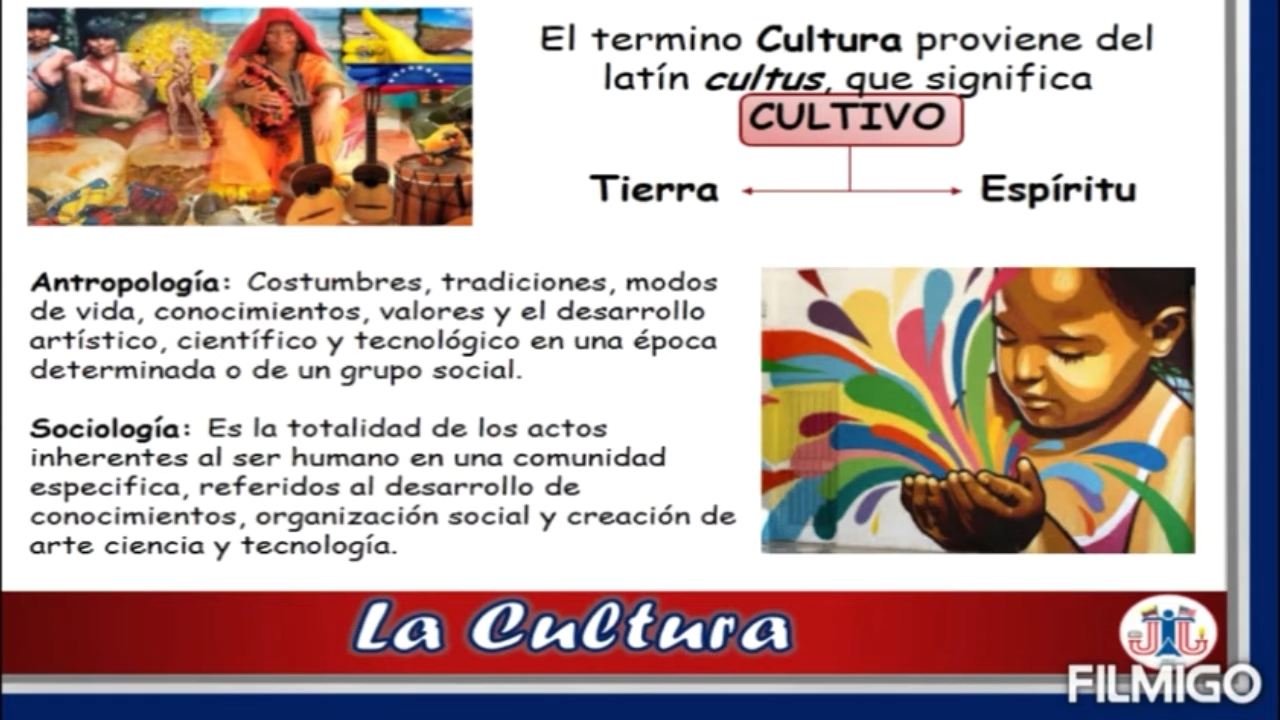 El termino Cultura proviene del
latín cultus, que significa
CULTIVO
Tierra
Espíritu
Antropología: Costumbres, tradiciones, modos
de vida, conocimientos, valores y el desarrollo
artístico, científico y tecnológico en una época
determinada o de un grupo social.
Sociología: Es la totalidad de los actos
inherentes al ser humano en una comunidad
especifica, referidos al desarrollo de
conocimientos, organización social y creación de
arte ciencia y tecnología.
La Cultura
FILMIGO